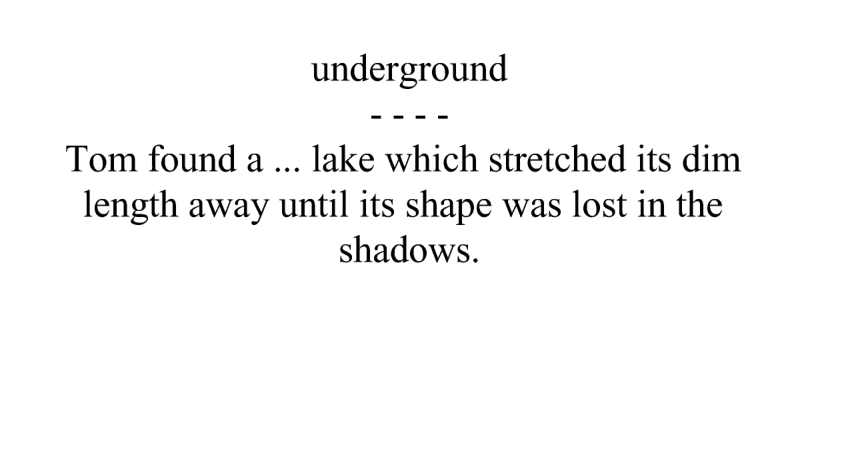 underground
- - - -
Tom found a ... lake which stretched its dim
length away until its shape was lost in the
shadows.